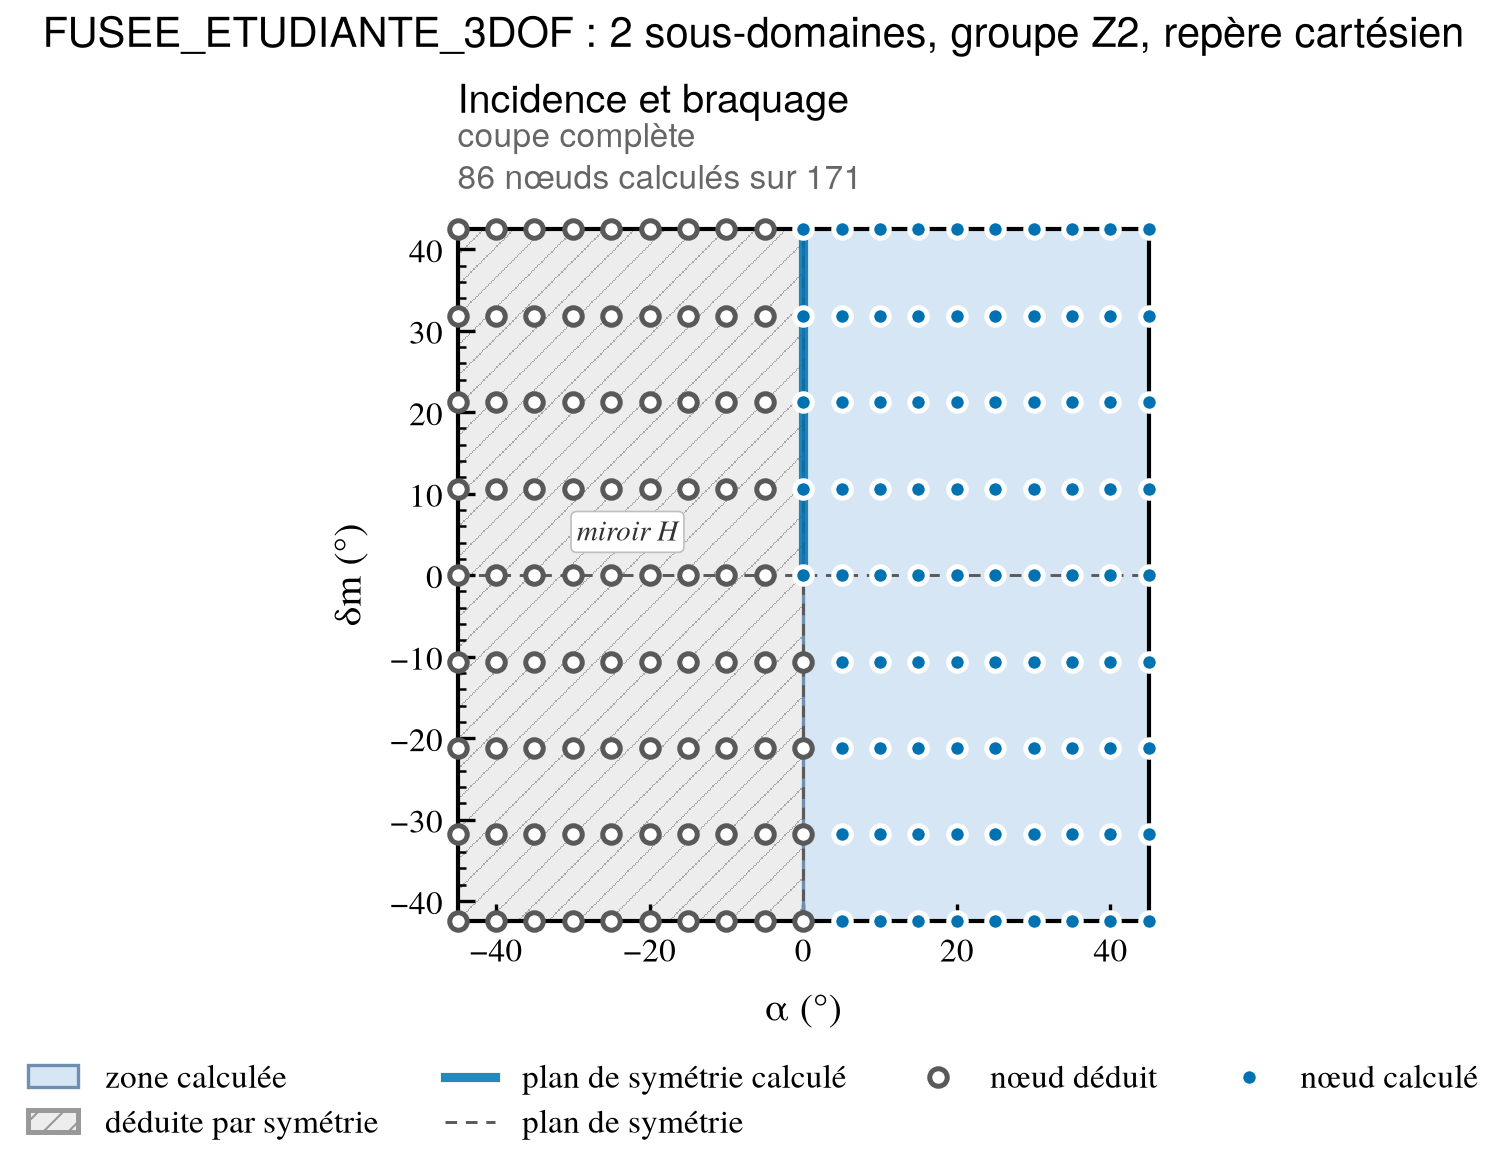 FUSEE_ETUDIANTE_3DOF : 2 sous-domaines, groupe Z2, repère cartésien
Incidence et braquage
coupe complète
86 nœuds calculés sur 171
40
30
20
10
0
−10
−20
−30
−40
δm (°)
miroir H
−40
−20
0
20
40
α (°)
zone calculée
plan de symétrie calculé
nœud déduit
nœud calculé
déduite par symétrie
plan de symétrie